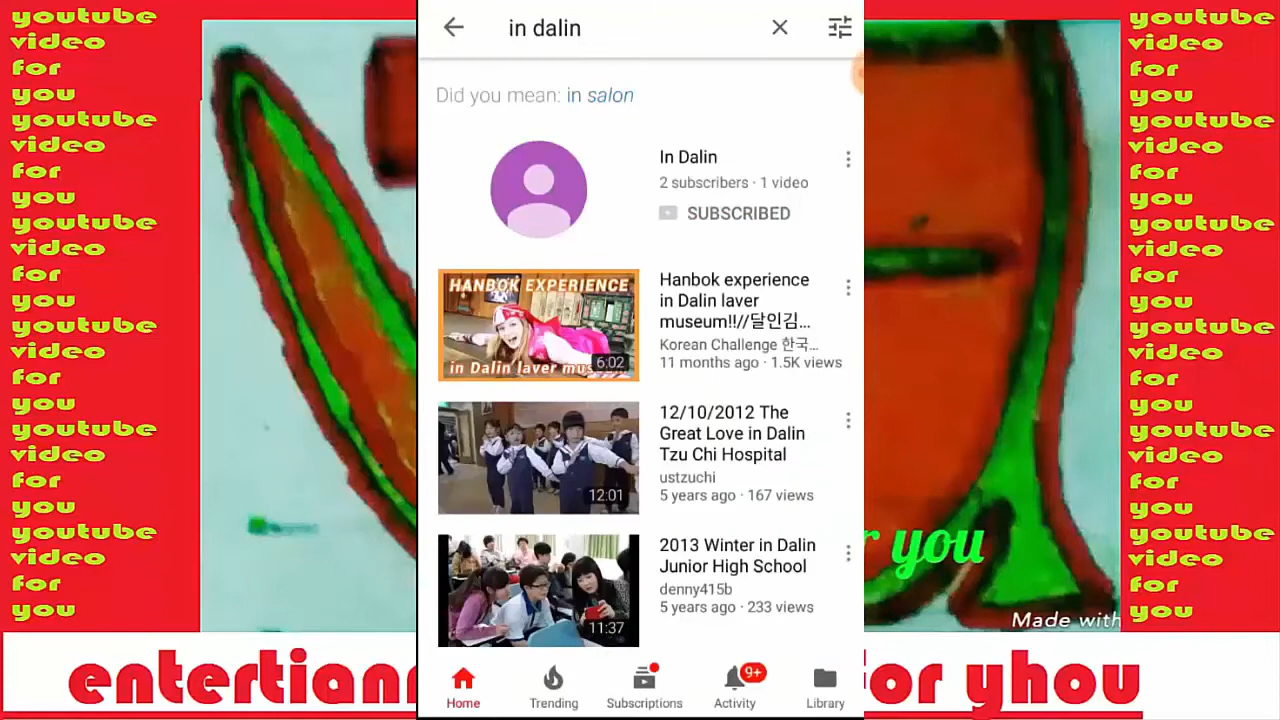 youtube
video
for
you
youtube
video
for
you
youtube
video
for
you
youtube
video
for
you
youtube
video
for
you
youtube
video
for
you
in dalin
Did you mean: in salon
In Dalin
2 subscribers · 1 video
SUBSCRIBED
HANBOK EXPERIENCE
in Dalin laver
6:02
Hanbok experience
in Dalin laver
museum!!//달인김...
Korean Challenge 한국...
11 months ago · 1.5K views
12:01
12/10/2012 The
Great Love in Dalin
Tzu Chi Hospital
ustzuchi
5 years ago · 167 views
11:37
2013 Winter in Dalin
Junior High School
denny415b
5 years ago · 233 views
9+
Home
Trending
Subscriptions
Activity
Library
r you
Made with
youtube
video
for
you
youtube
video
for
you
youtube
video
for
you
youtube
video
for
you
youtube
video
for
you
youtube
video
for
you
entertiann
for yhou